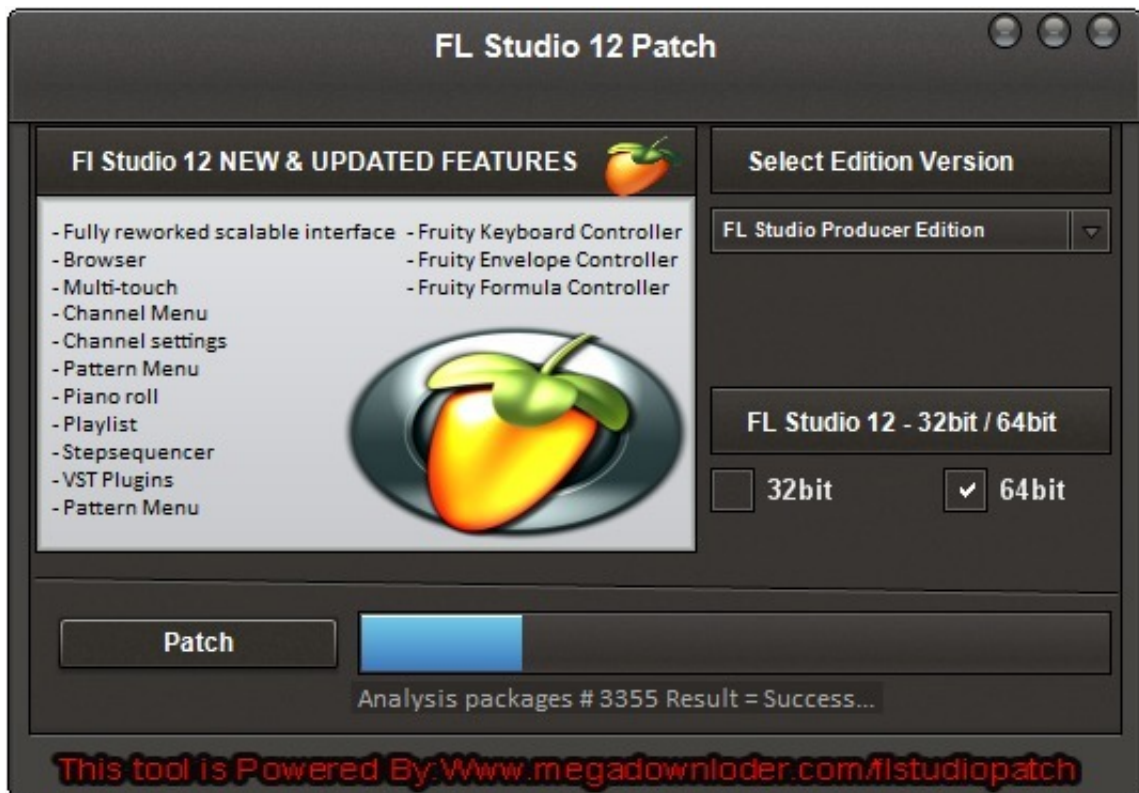 FL Studio 12 Patch
Fl Studio 12 NEW & UPDATED FEATURES
- Fully reworked scalable interface
- Browser
- Multi-touch
- Channel Menu
- Channel settings
- Pattern Menu
- Piano roll
- Playlist
- Stepsequencer
- VST Plugins
- Pattern Menu
- Fruity Keyboard Controller
- Fruity Envelope Controller
- Fruity Formula Controller
Select Edition Version
FL Studio Producer Edition
FL Studio 12 - 32bit / 64bit
32bit
64bit
Patch
Analysis packages # 3355 Result = Success...
This tool is Powered By:Www.megadownloder.com/flstudiopatch